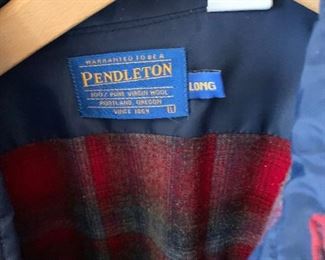 WARRANTED TO BE A
PENDLETON
100% PURE VIRGIN WOOL
PORTLAND, OREGON
SINCE 1863
LONG